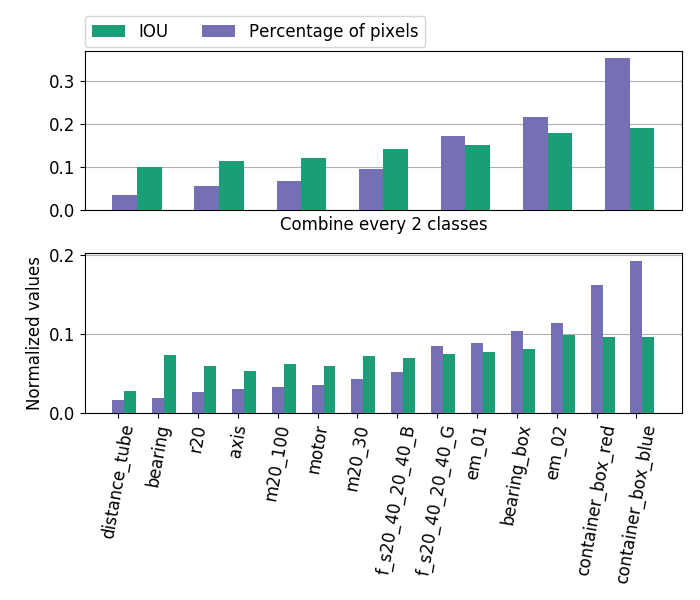 IOU Percentage of pixels
0.3
0.2
0.1
0.0
Combine every 2 classes
Normalized values
0.2
0.1
0.0
distance_tube
bearing
r20
axis
m20_100
motor
m20_30
f_s20_40_20_40_B
f_s20_40_20_40_G
em_01
bearing_box
em_02
container_box_red
container_box_blue